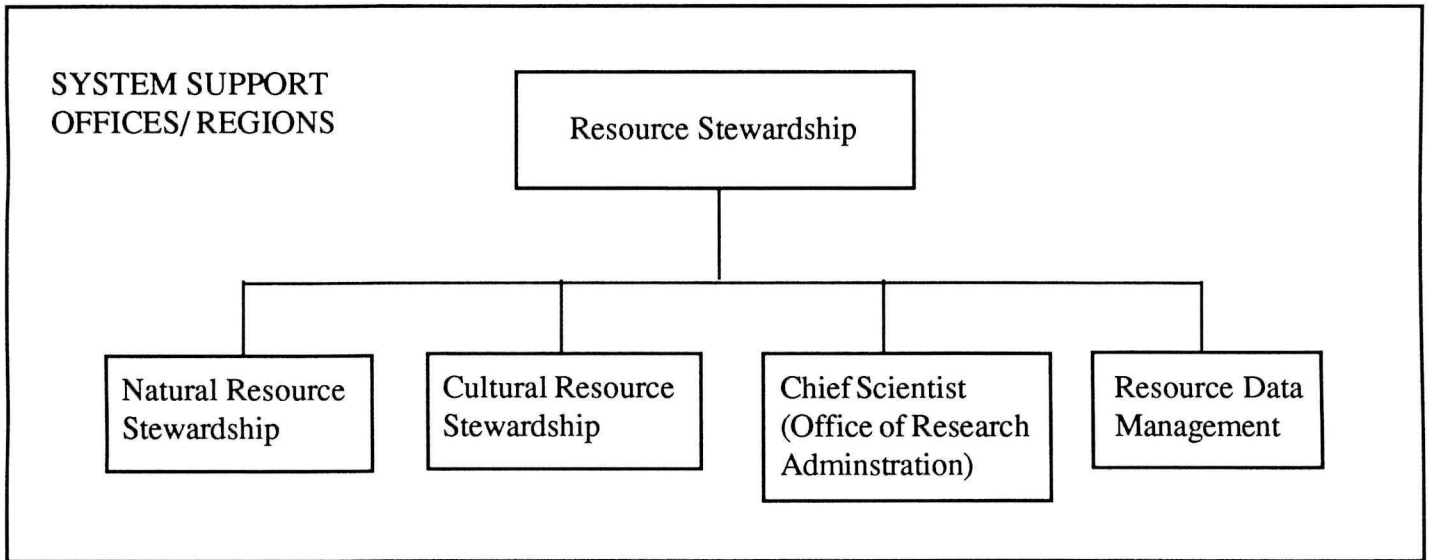 SYSTEM SUPPORT
OFFICES/ REGIONS
Resource Stewardship
Natural Resource
Stewardship
Cultural Resource
Stewardship
Chief Scientist
(Office of Research
Adminstration)
Resource Data
Management